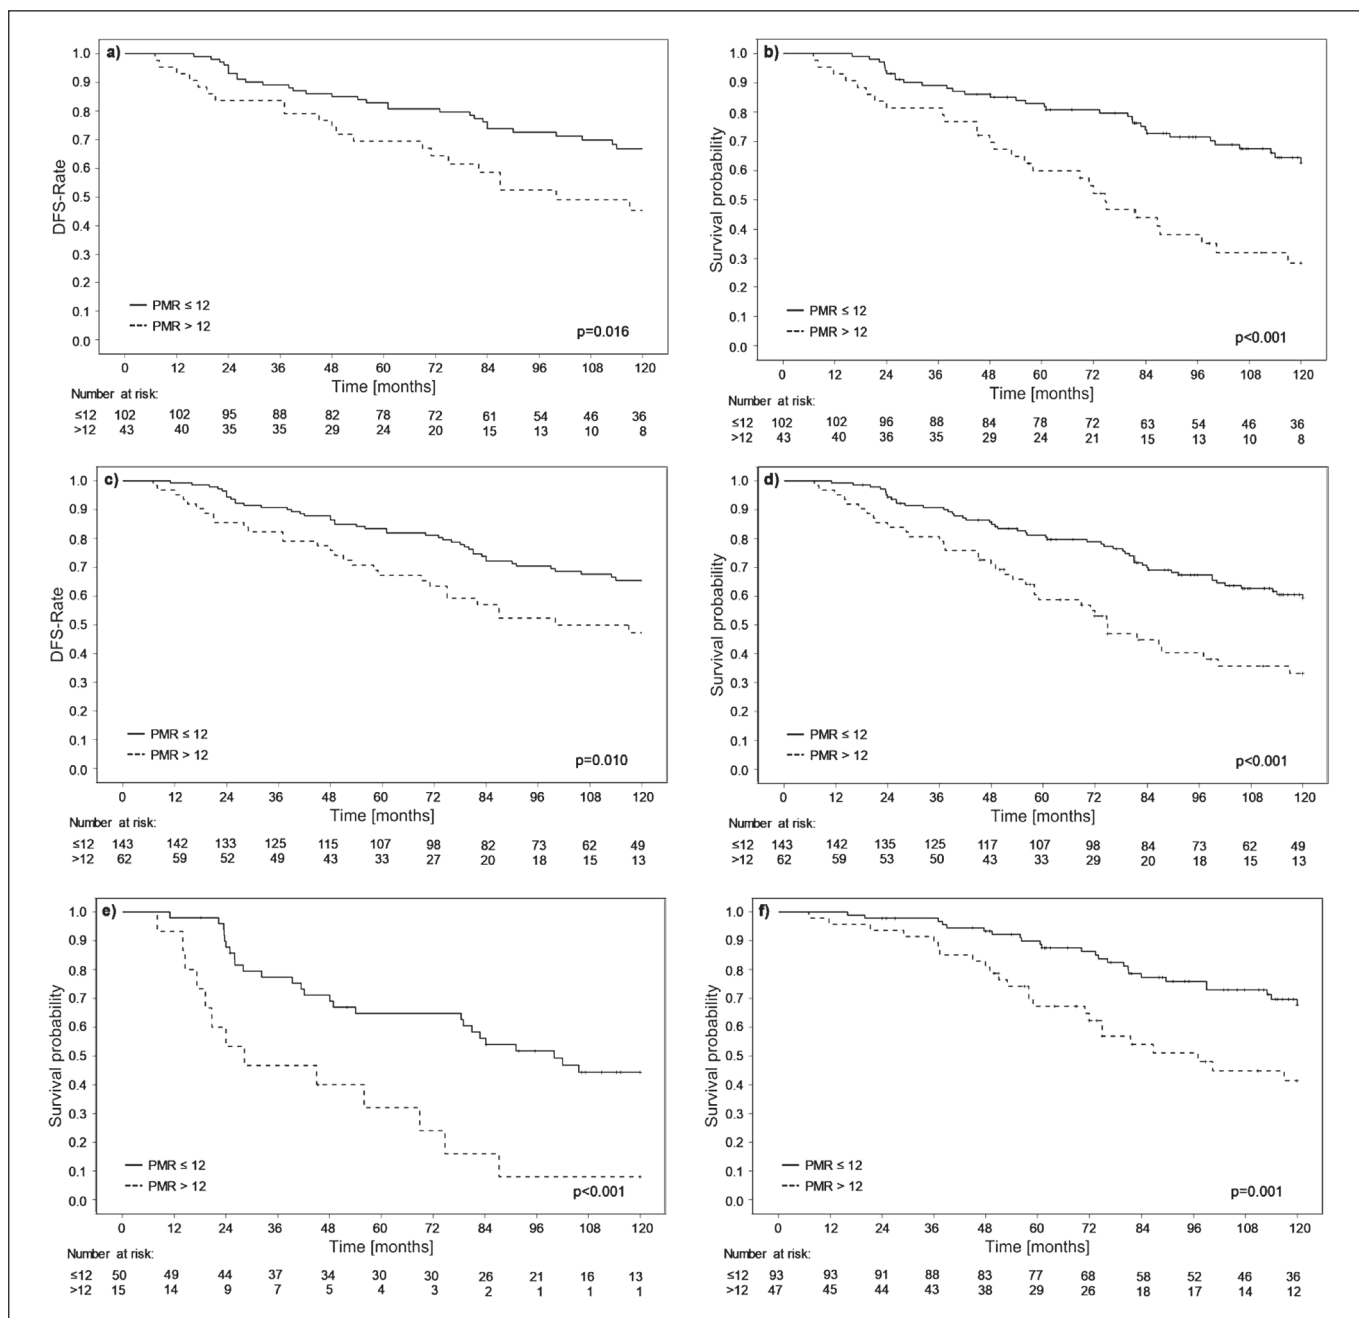 a)
DFS-Rate
1.0
0.9
0.8
0.7
0.6
0.5
0.4
0.3
0.2
0.1
0.0
PMR ≤ 12
PMR > 12
p=0.016
0 12 24 36 48 60 72 84 96 108 120
Time [months]
Number at risk:
≤12 102 102 95 88 82 78 72 61 54 46 36
>12 43 40 35 35 29 24 20 15 13 10 8
b)
Survival probability
1.0
0.9
0.8
0.7
0.6
0.5
0.4
0.3
0.2
0.1
0.0
PMR ≤ 12
PMR > 12
p<0.001
0 12 24 36 48 60 72 84 96 108 120
Time [months]
Number at risk:
≤12 102 102 96 88 84 78 72 63 54 46 36
>12 43 40 36 35 29 24 21 15 13 10 8
c)
DFS-Rate
1.0
0.9
0.8
0.7
0.6
0.5
0.4
0.3
0.2
0.1
0.0
PMR ≤ 12
PMR > 12
p=0.010
0 12 24 36 48 60 72 84 96 108 120
Time [months]
Number at risk:
≤12 143 142 133 125 115 107 98 82 73 62 49
>12 62 59 52 49 43 33 27 20 18 15 13
d)
Survival probability
1.0
0.9
0.8
0.7
0.6
0.5
0.4
0.3
0.2
0.1
0.0
PMR ≤ 12
PMR > 12
p<0.001
0 12 24 36 48 60 72 84 96 108 120
Time [months]
Number at risk:
≤12 143 142 135 125 117 107 98 84 73 62 49
>12 62 59 53 50 43 33 29 20 18 15 13
e)
Survival probability
1.0
0.9
0.8
0.7
0.6
0.5
0.4
0.3
0.2
0.1
0.0
PMR ≤ 12
PMR > 12
p<0.001
0 12 24 36 48 60 72 84 96 108 120
Time [months]
Number at risk:
≤12 50 49 44 37 34 30 30 26 21 16 13
>12 15 14 9 7 5 4 3 2 1 1 1
f)
Survival probability
1.0
0.9
0.8
0.7
0.6
0.5
0.4
0.3
0.2
0.1
0.0
PMR ≤ 12
PMR > 12
p=0.001
0 12 24 36 48 60 72 84 96 108 120
Time [months]
Number at risk:
≤12 93 93 91 88 83 77 68 58 52 46 36
>12 47 45 44 43 38 29 26 18 17 14 12